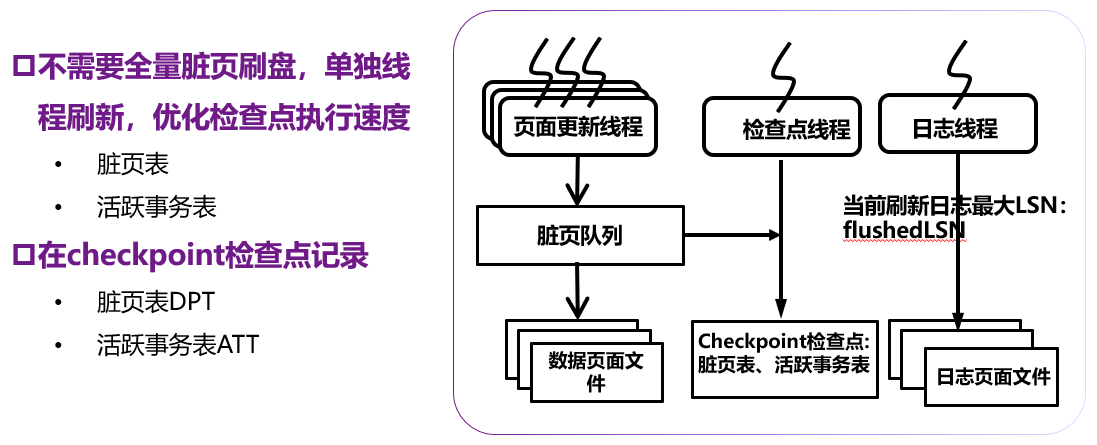 不需要全量脏页刷盘，单独线
程刷新，优化检查点执行速度
• 脏页表
• 活跃事务表
在checkpoint检查点记录
• 脏页表DPT
• 活跃事务表ATT
页面更新线程
检查点线程
日志线程
当前刷新日志最大LSN：
flushedLSN
脏页队列
数据页面文
件
Checkpoint检查点:
脏页表、活跃事务表
日志页面文件